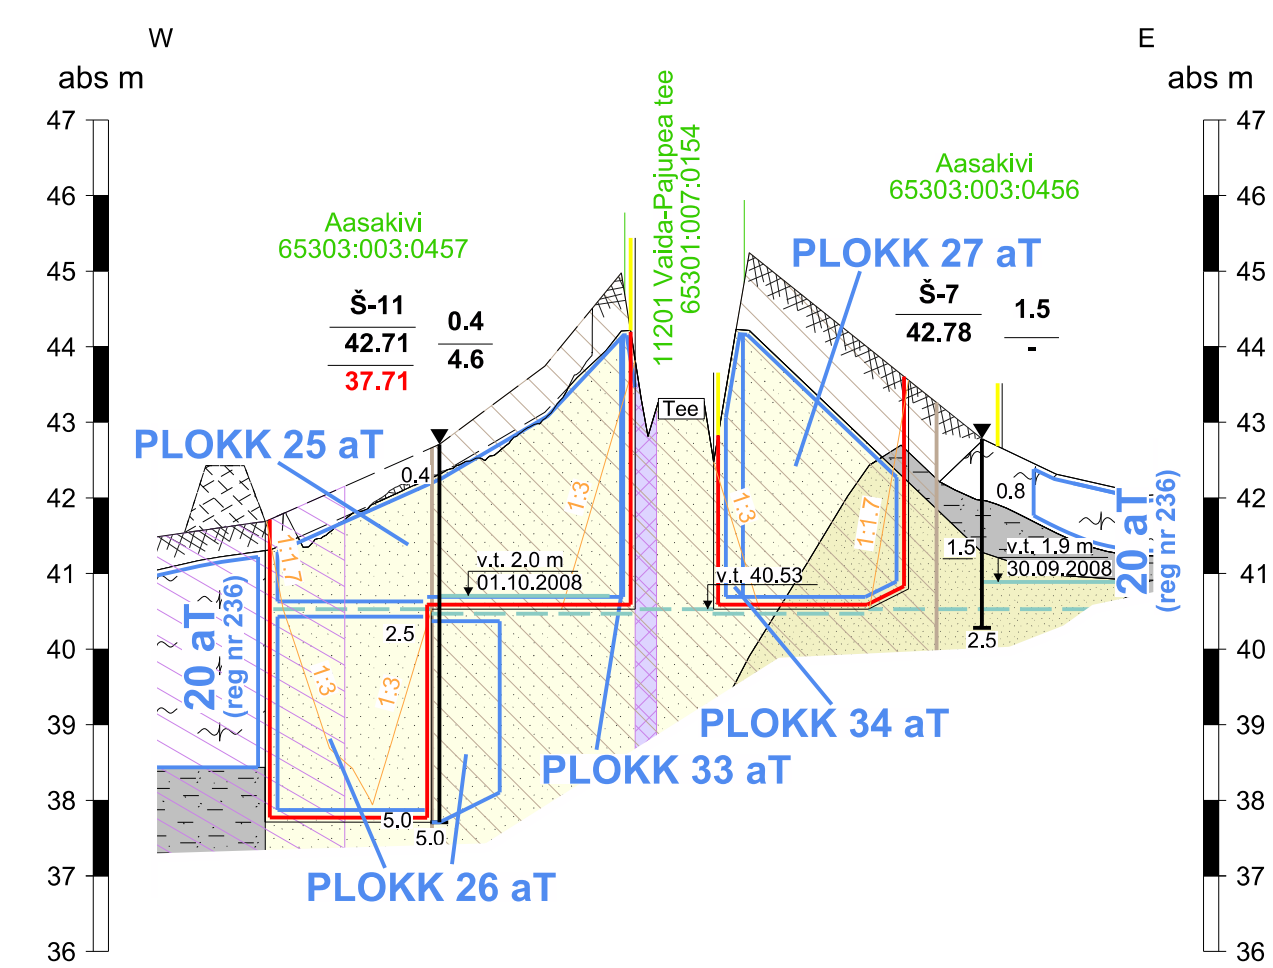 W
E
abs m
abs m
47
46
45
44
43
42
41
40
39
38
37
36
47
46
45
44
43
42
41
40
39
38
37
36
Aasakivi
65303:003:0457
11201 Vaida-Pajupea tee
65301:007:0154
Aasakivi
65303:003:0456
Š-11
42.71
37.71
0.4
4.6
PLOKK 27 aT
Š-7
42.78
1.5
-
Tee
PLOKK 25 aT
0.4
1:3
1:3
1:1.7
1:1.7
0.8
1.5
v.t. 2.0 m
01.10.2008
v.t. 40.53
v.t. 1.9 m
30.09.2008
20 aT
(reg nr 236)
20 aT
(reg nr 236)
2.5
2.5
1:3
1:3
PLOKK 34 aT
PLOKK 33 aT
5.0
5.0
PLOKK 26 aT